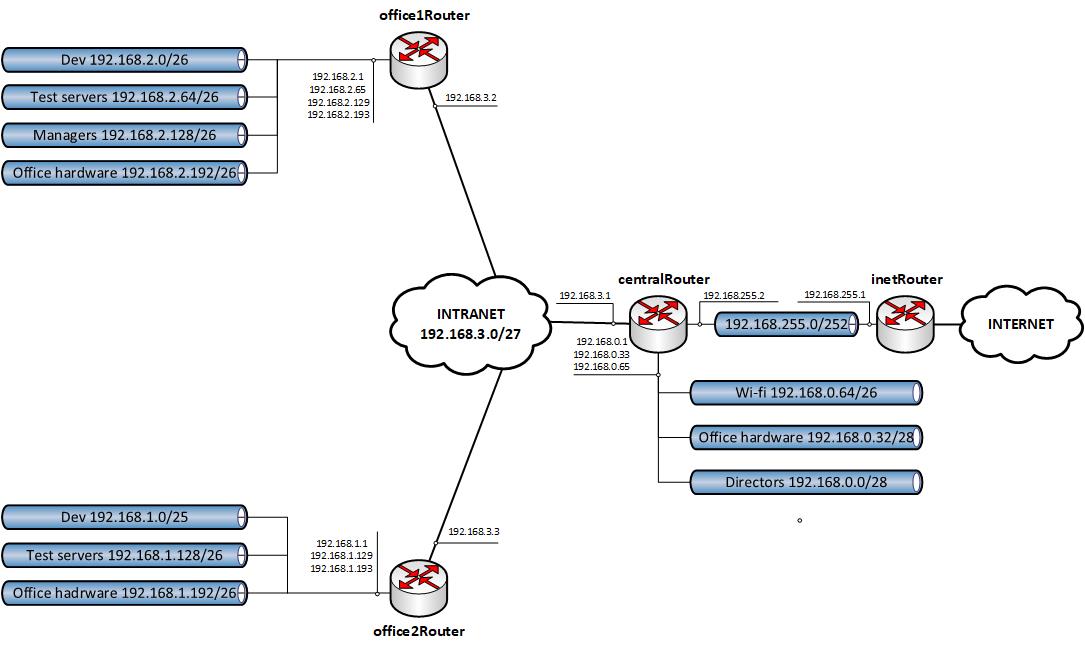 office1Router
Dev 192.168.2.0/26
Test servers 192.168.2.64/26
Managers 192.168.2.128/26
Office hardware 192.168.2.192/26
192.168.2.1
192.168.2.65
192.168.2.129
192.168.2.193
192.168.3.2
INTRANET
192.168.3.0/27
192.168.3.1
centralRouter
192.168.0.1
192.168.0.33
192.168.0.65
192.168.255.2
192.168.255.0/252
192.168.255.1
inetRouter
INTERNET
Wi-fi 192.168.0.64/26
Office hardware 192.168.0.32/28
Directors 192.168.0.0/28
Dev 192.168.1.0/25
Test servers 192.168.1.128/26
Office hadrware 192.168.1.192/26
192.168.1.1
192.168.1.129
192.168.1.193
192.168.3.3
office2Router